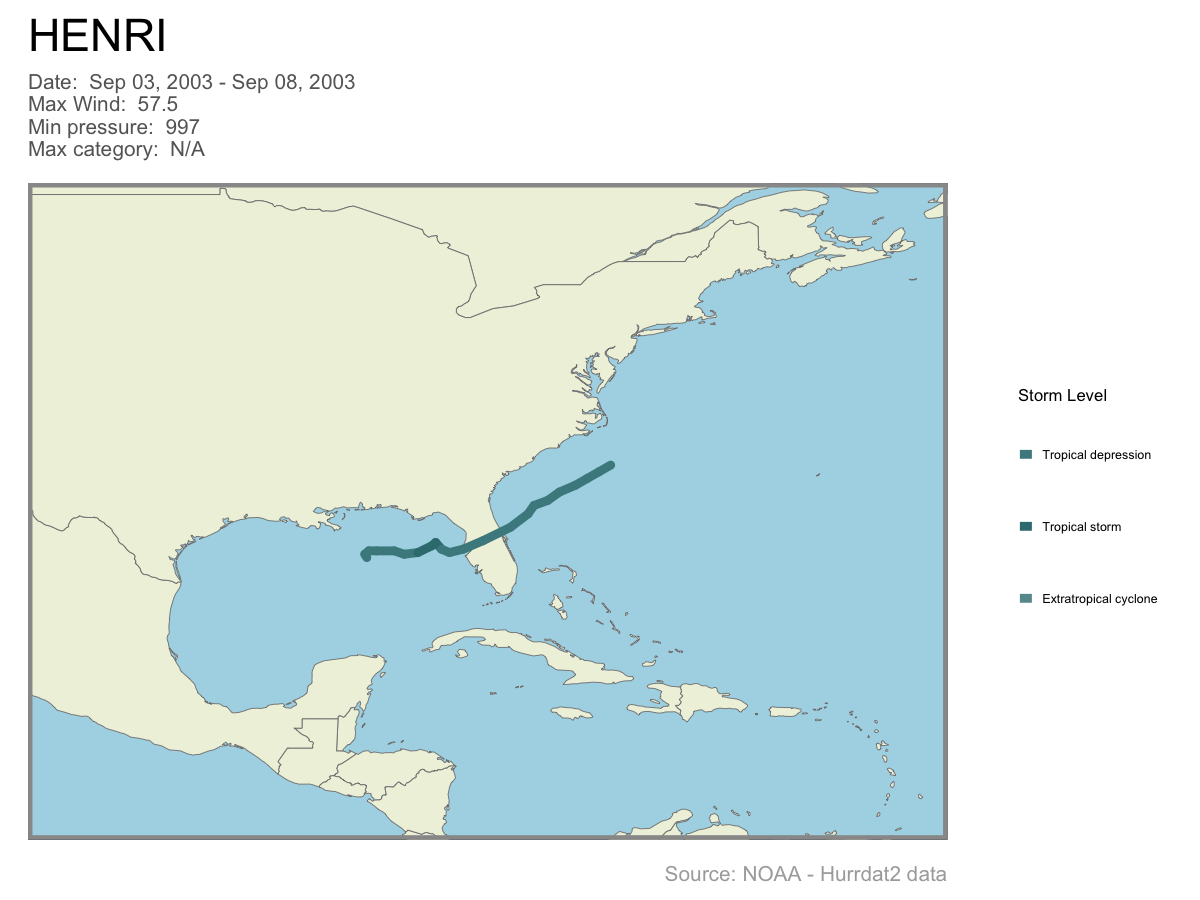 HENRI
Date:  Sep 03, 2003 - Sep 08, 2003
Max Wind:  57.5
Min pressure:  997
Max category:  N/A
Storm Level
Tropical depression
Tropical storm
Extratropical cyclone
Source: NOAA - Hurrdat2 data